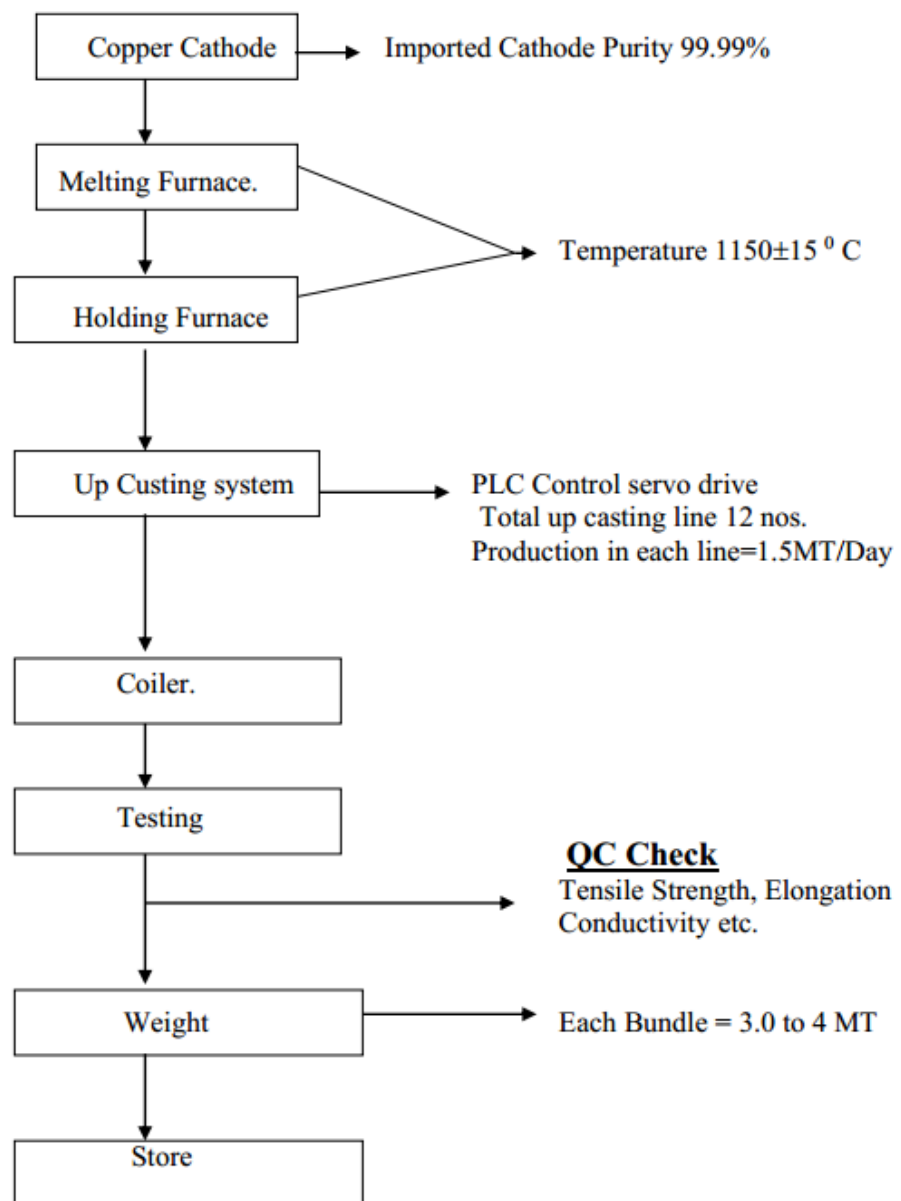 Copper Cathode
Imported Cathode Purity 99.99%
Melting Furnace.
Temperature 1150±15 ⁰ C
Holding Furnace
Up Custing system
PLC Control servo drive
Total up casting line 12 nos.
Production in each line=1.5MT/Day
Coiler.
Testing
QC Check
Tensile Strength, Elongation
Conductivity etc.
Weight
Each Bundle = 3.0 to 4 MT
Store